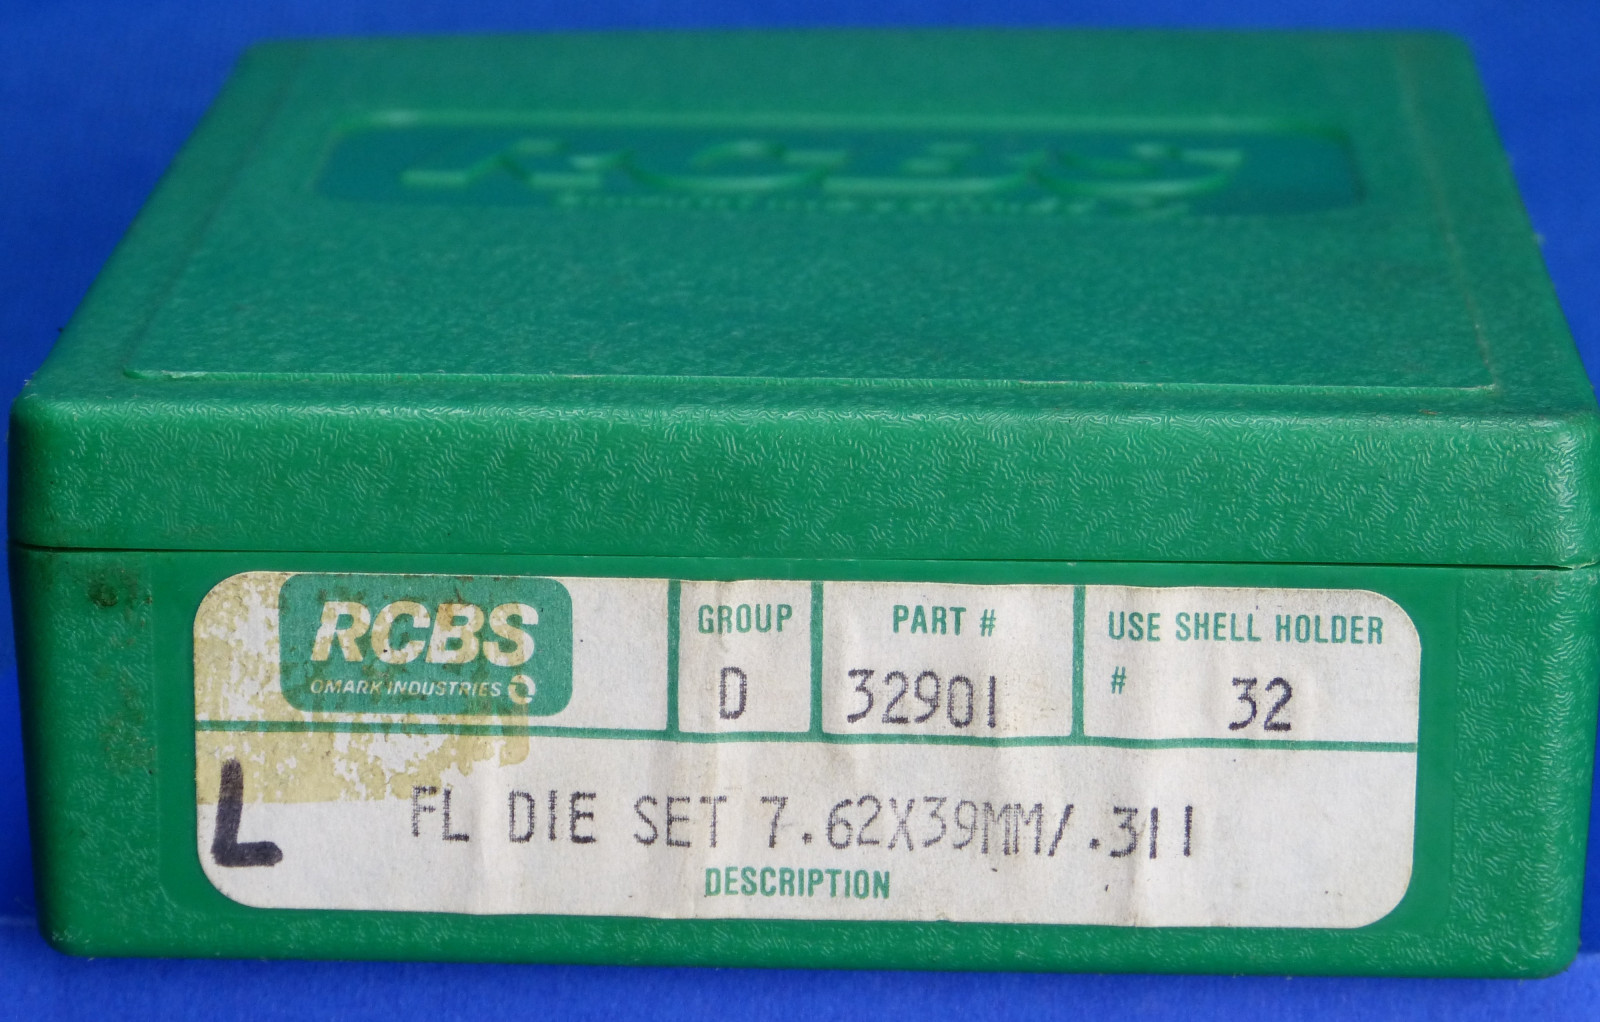 RCBS
OMARK INDUSTRIES
GROUP
D
PART #
32901
USE SHELL HOLDER
# 32
L
FL DIE SET 7.62X39MM/.311
DESCRIPTION